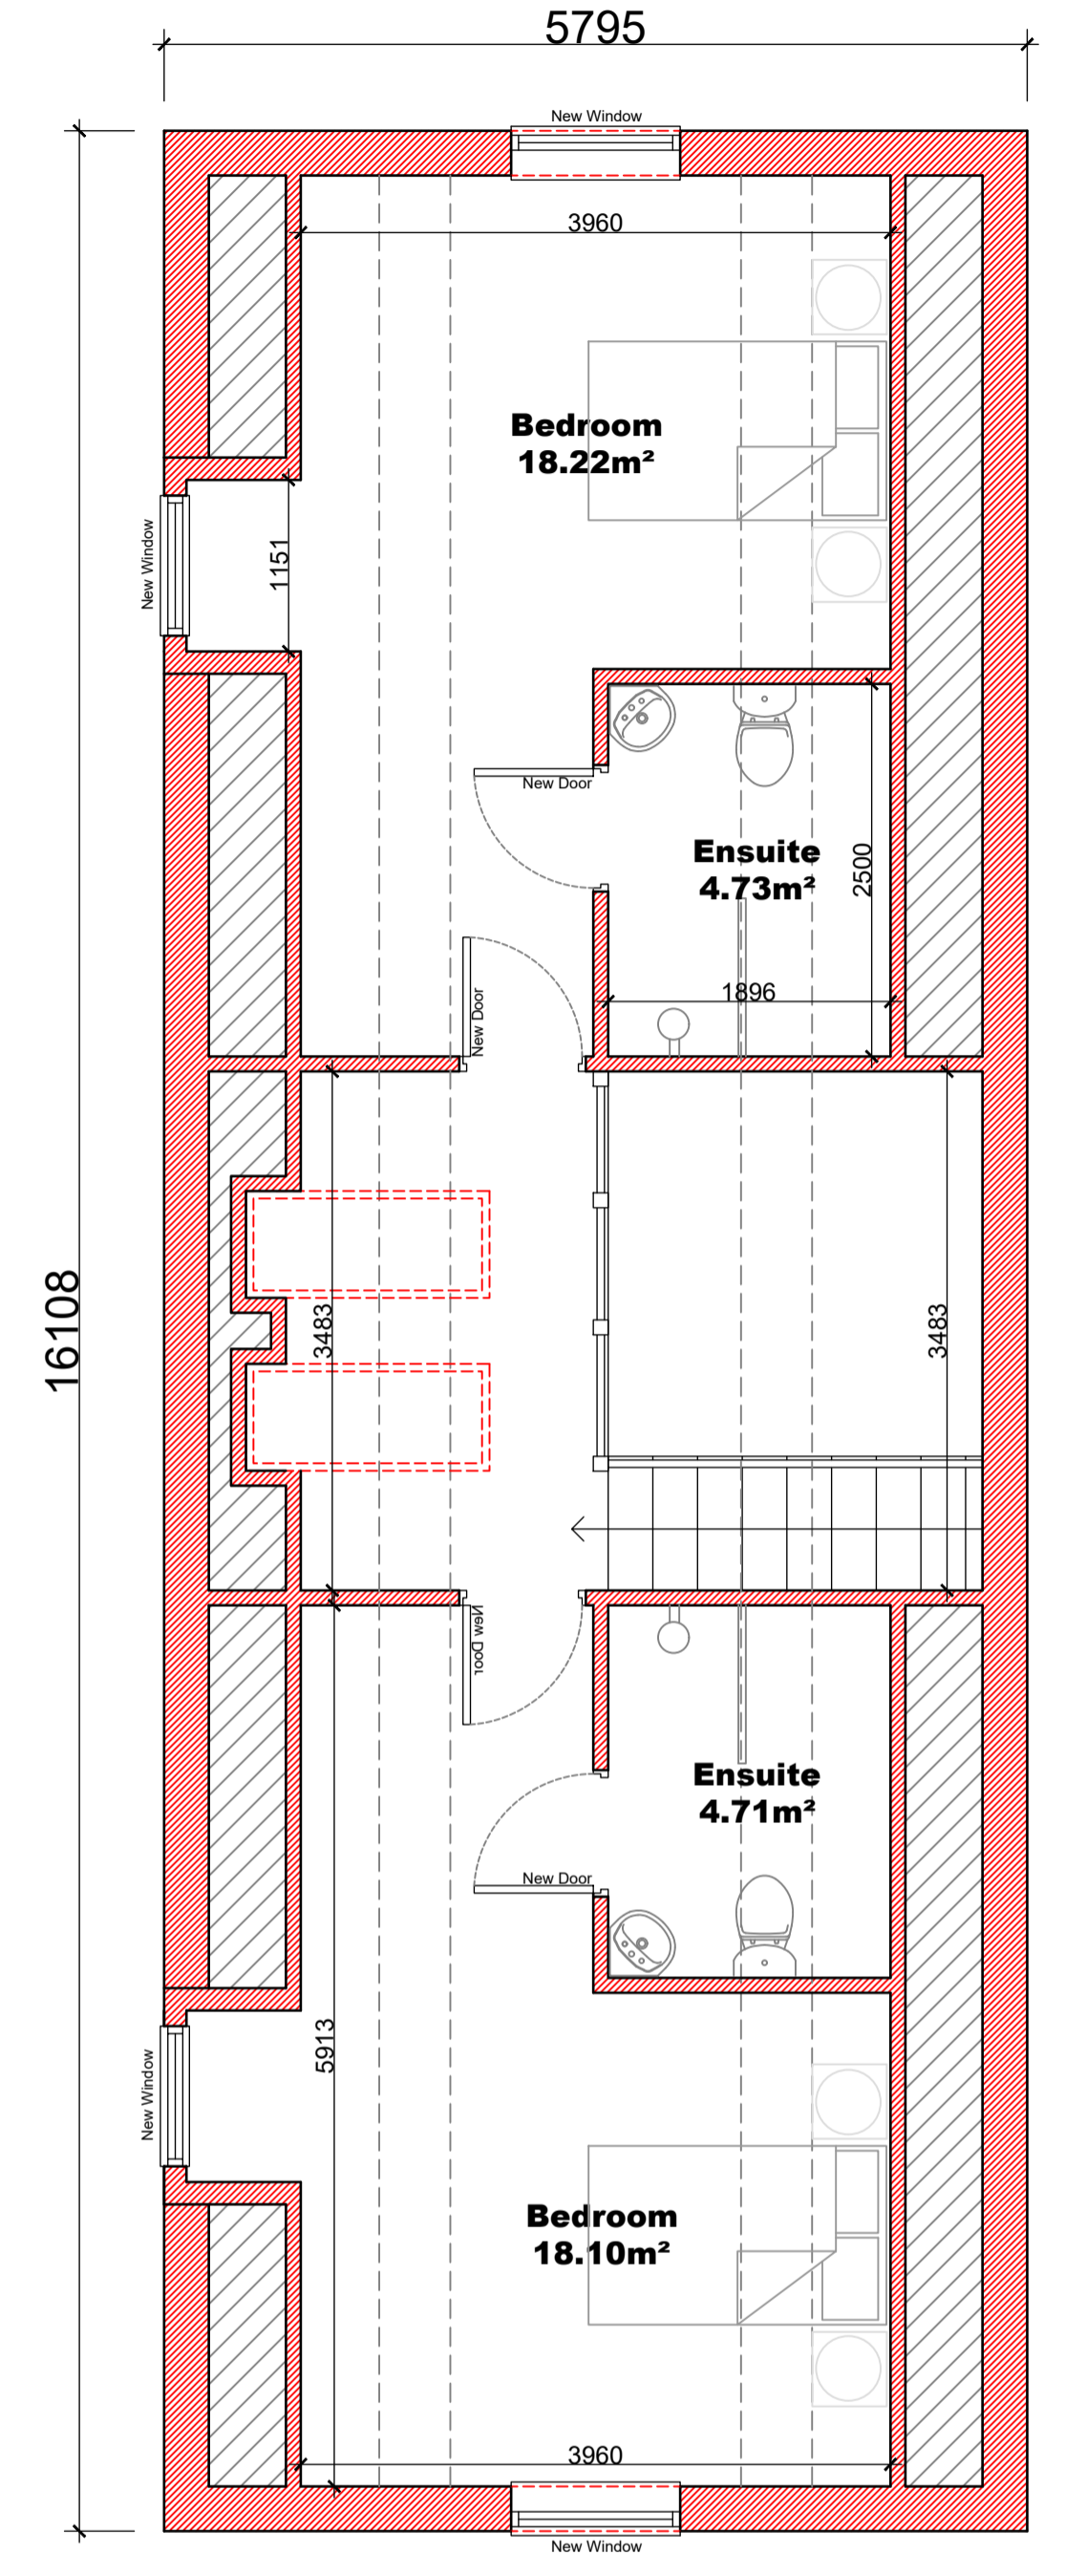 5795
New Window
3960
Bedroom
18.22m²
New Window
1151
New Door
Ensuite
4.73m²
2500
1896
New Door
16108
3483
3483
New Door
Ensuite
4.71m²
New Door
5913
New Window
Bedroom
18.10m²
3960
New Window